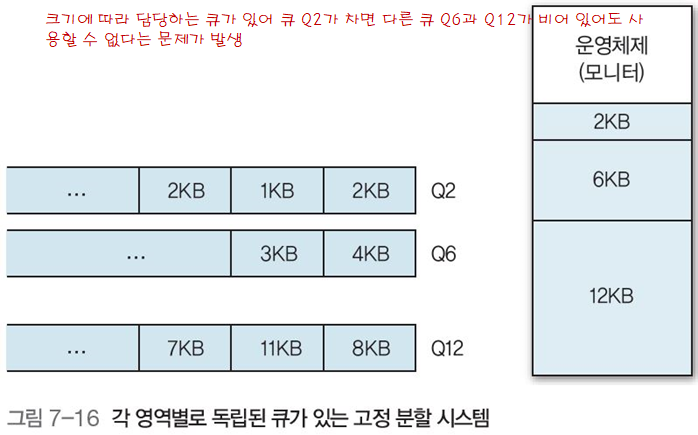 크기에 따라 담당하는 큐가 있어 큐 Q2가 차면 다른 큐 Q6과 Q12가 비어 있어도 사
용할 수 없다는 문제가 발생
운영체제
(모니터)
2KB
6KB
12KB
... 2KB 1KB 2KB Q2
... 3KB 4KB Q6
... 7KB 11KB 8KB Q12
그림 7-16 각 영역별로 독립된 큐가 있는 고정 분할 시스템